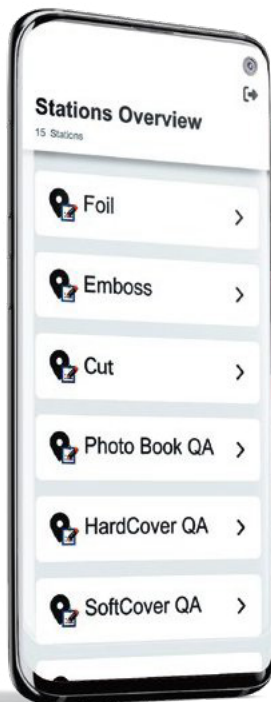 Stations Overview
15 Stations
Foil
Emboss
Cut
Photo Book QA
HardCover QA
SoftCover QA